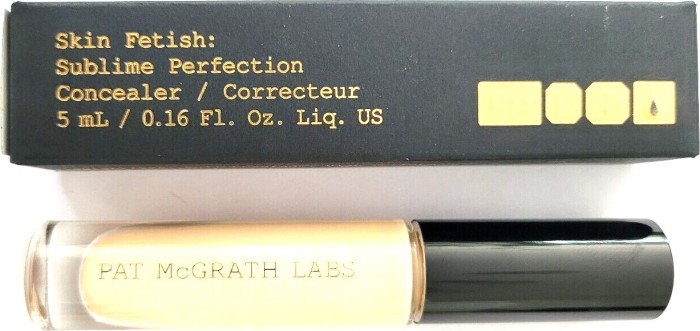 Skin Fetish:
Sublime Perfection
Concealer / Correcteur
5 mL / 0.16 Fl. Oz. Liq. US
PAT McGRATH LABS